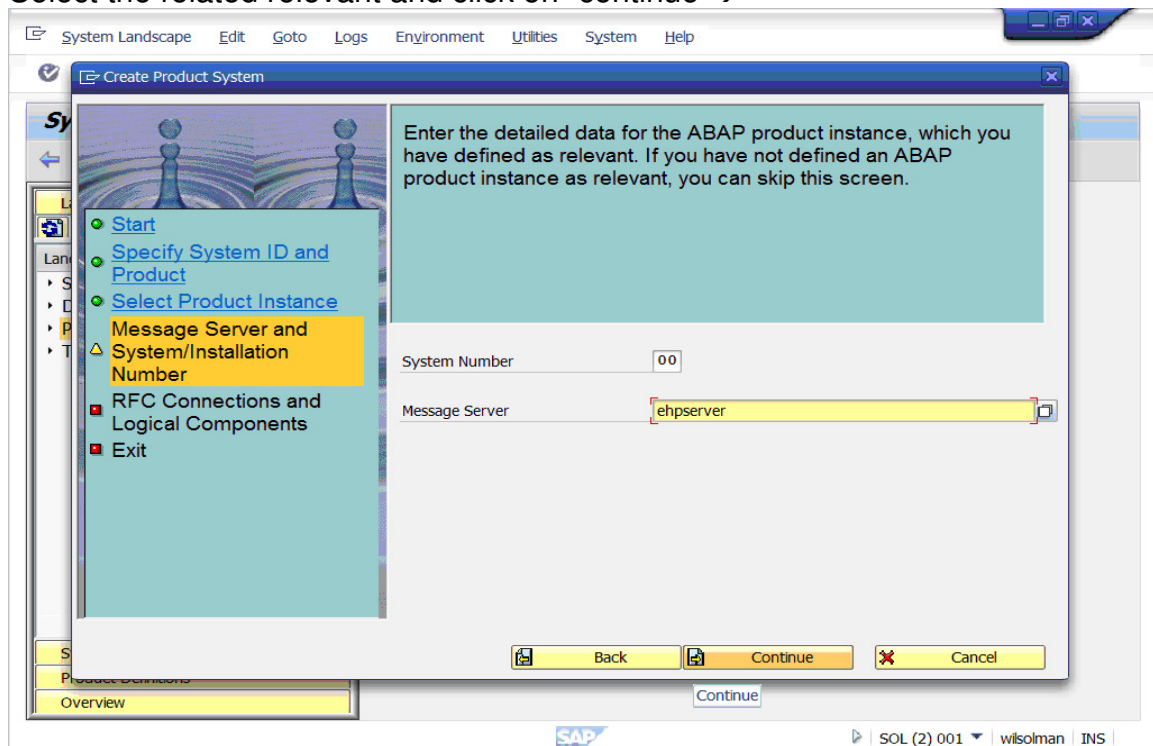 Select the related relevant and click on "continue"→
System Landscape Edit Goto Logs Environment Utilities System Help
Create Product System
Sy
Enter the detailed data for the ABAP product instance, which you
have defined as relevant. If you have not defined an ABAP
product instance as relevant, you can skip this screen.
Start
Specify System ID and
Product
Select Product Instance
Message Server and
System/Installation
Number
RFC Connections and
Logical Components
Exit
System Number 00
Message Server ehpserver
La
Lan
S
D
P
T
Back Continue Cancel
S
Product Definitions
Overview
Continue
SAP
SOL (2) 001 wilsolman INS